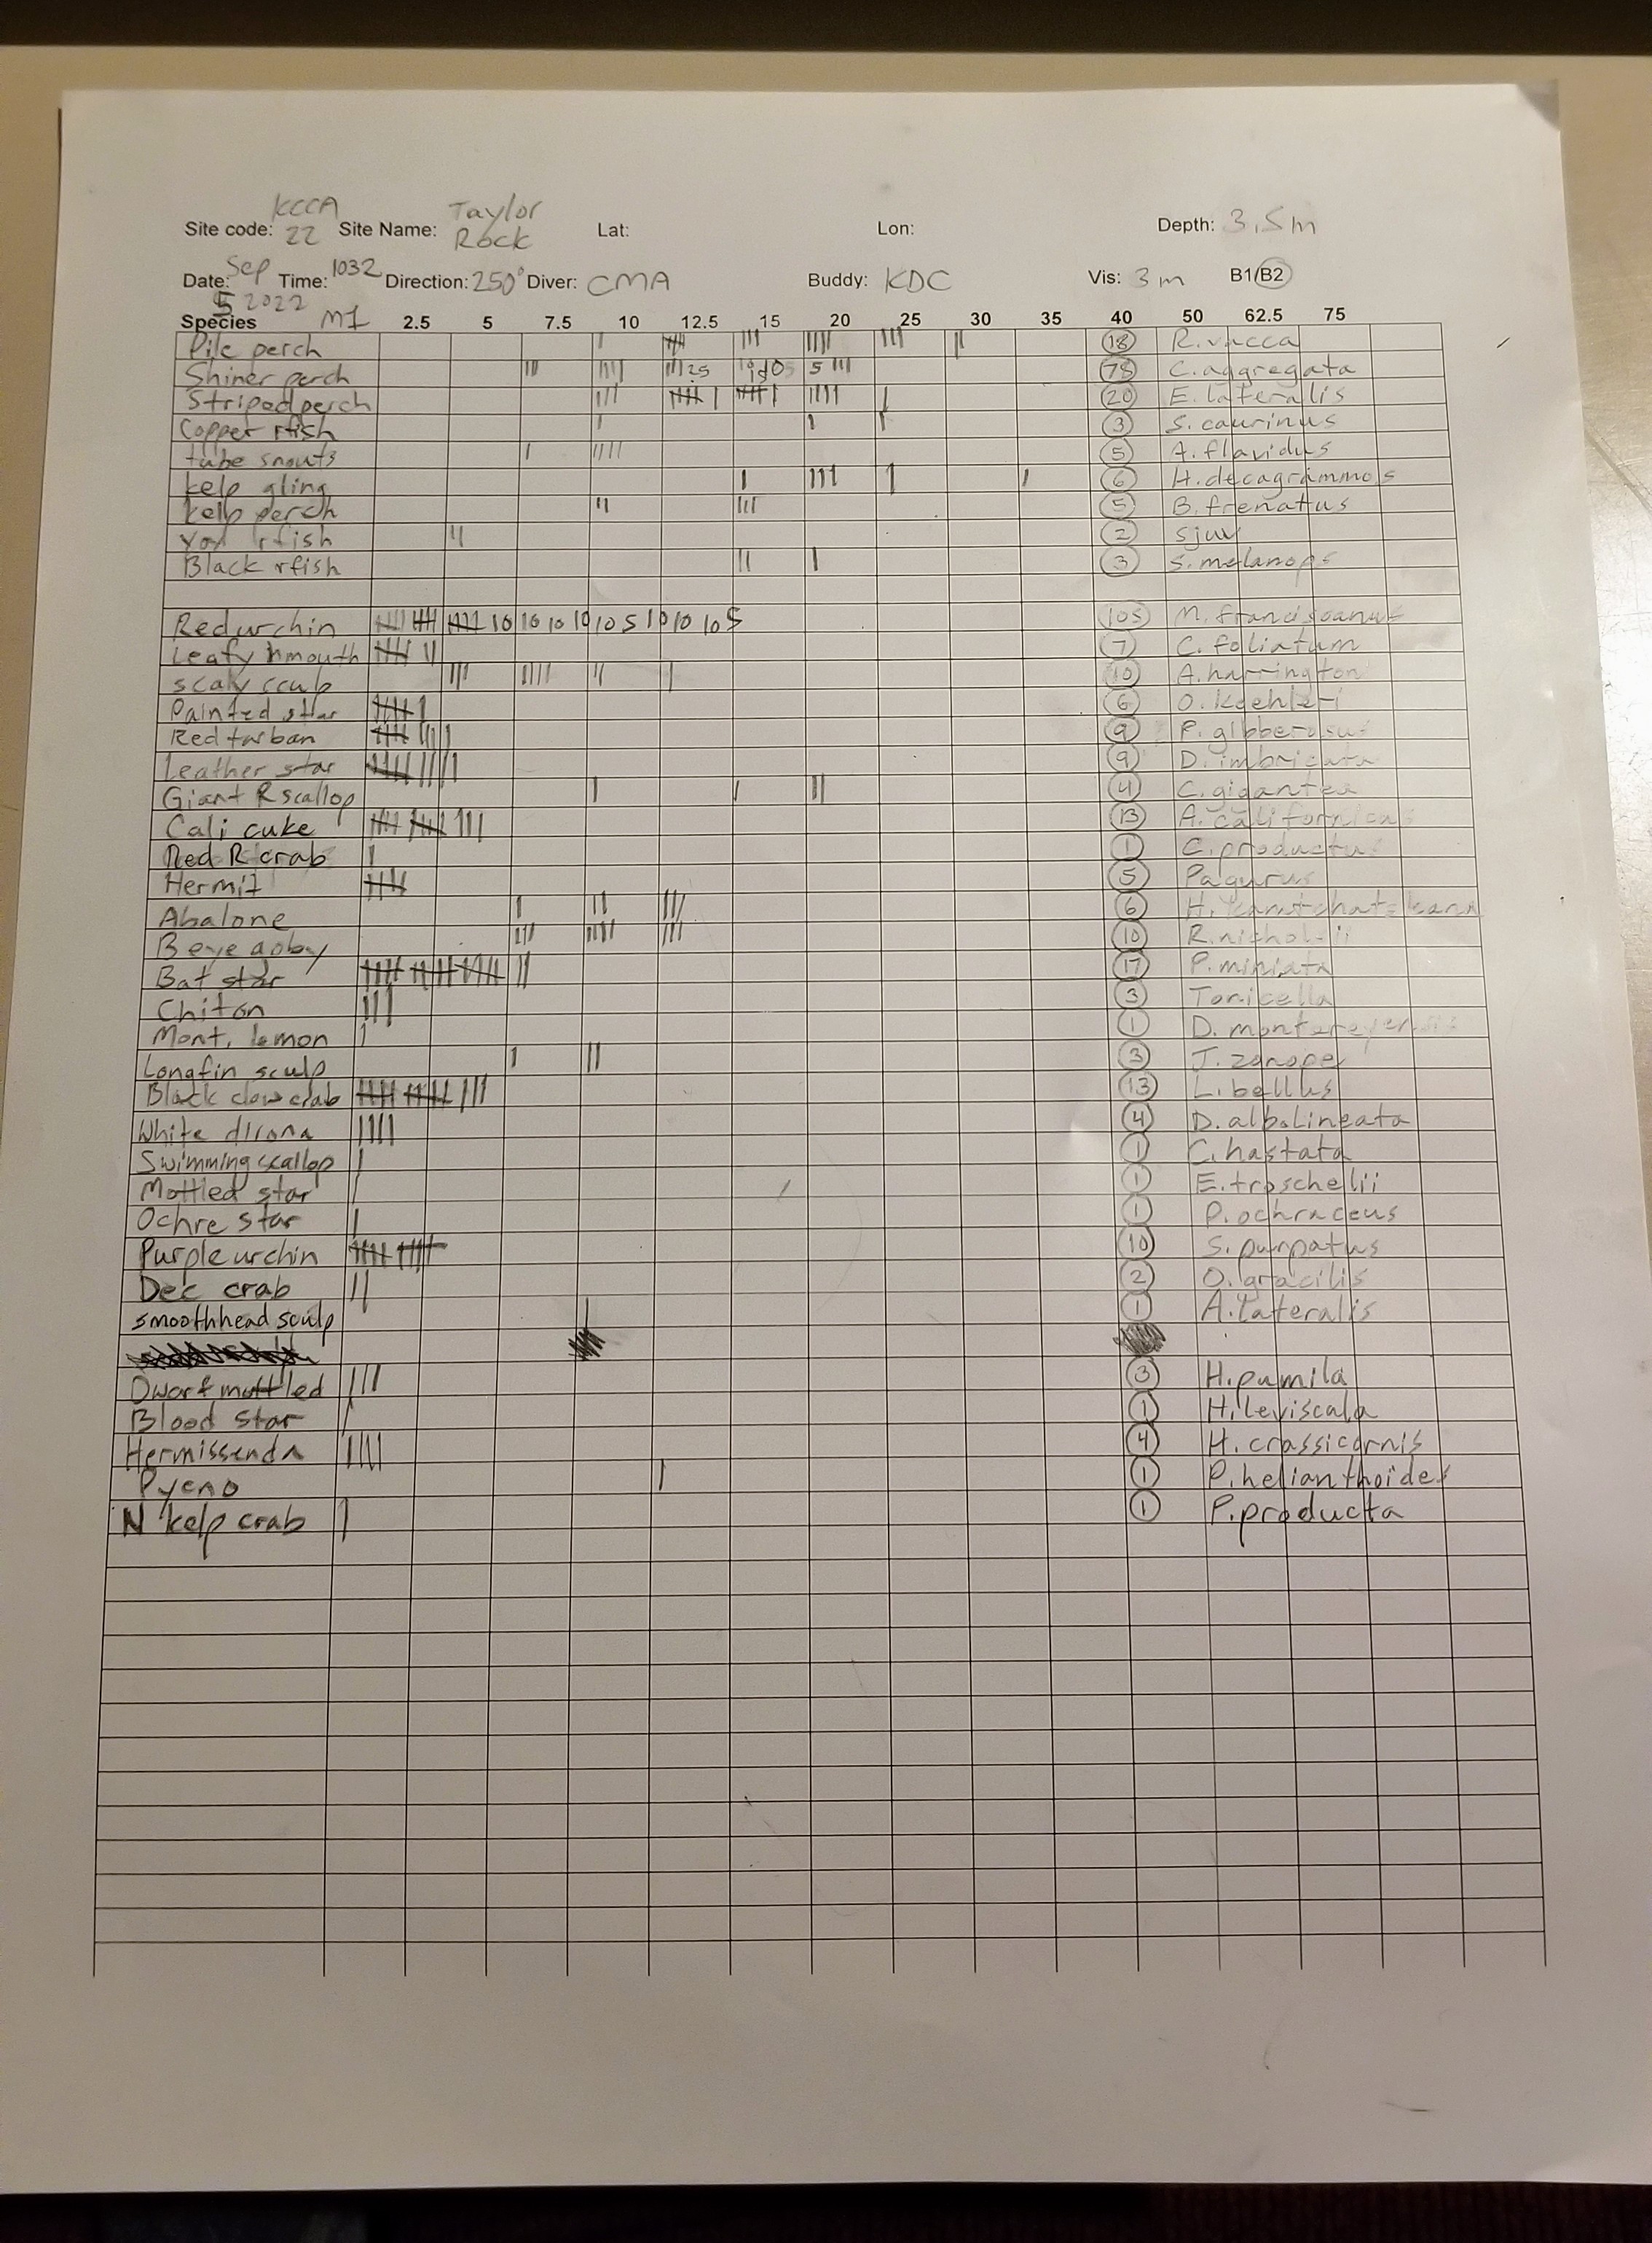 KCCA Taylor
Site code: 22 Site Name: Rock Lat: Lon: Depth: 3.5m
Date: Sep 5 2022 Time: 1032 Direction: 250° Diver: CMA Buddy: KDC Vis: 3m B1/B2
Species M1 2.5 5 7.5 10 12.5 15 20 25 30 35 40 50 62.5 75
Pile perch 18 R. vacca
Shiner perch 25 5 78 C. aggregata
Striped perch 20 E. lateralis
Copper rfish 3 S. caurinus
tube snouts 5 A. flavidus
kelp gling 6 H. decagrammos
kelp perch 5 B. frenatus
yoy rfish 2 sjuv
Black rfish 3 S. melanops
Red urchin 10 10 10 10 10 5 10 10 10 5 105 M. franciscanus
Leafy hmouth 7 C. foliatum
scaly sculp 10 A. harrington
Painted star 6 O. koehleri
Red turban 9 P. gibberosus
Leather star 9 D. imbricata
Giant R scallop 4 C. gigantea
Cali cuke 13 A. californicas
Red R crab 1 C. productus
Hermit 5 Pagurus
Abalone 6 H. kamtchatskana
B eye goby 10 R. nicholsii
Bat star 17 P. miniata
Chiton 3 Tonicella
Mont. lemon 1 D. montereyensis
Longfin sculp 3 J. zonope
Black claw crab 13 L. bellus
White dirona 4 D. albolineata
Swimming scallop 1 C. hastata
Mottled star 1 E. troschelii
Ochre star 1 P. ochraceus
Purple urchin 10 S. purpatus
Dec crab 2 O. gracilis
smoothhead sculp 1 A. lateralis
Dwarf mottled 3 H. pumila
Blood star 1 H. leviscala
Hermissenda 4 H. crassicornis
Pycno 1 P. helianthoides
N kelp crab 1 P. producta